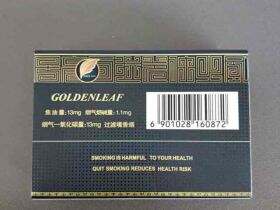 GOLDENLEAF
焦油量:13mg 烟气烟碱量:1.1mg
烟气一氧化碳量:13mg 过滤嘴香烟
6 901028 160872
SMOKING IS HARMFUL TO YOUR HEALTH
QUIT SMOKING REDUCES HEALTH RISK